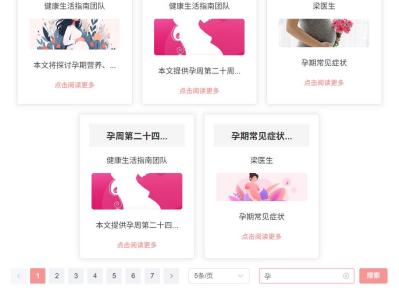 健康生活指南团队
健康生活指南团队
梁医生
本文将探讨孕期营养、...
本文提供孕周第二十周...
孕期常见症状
点击阅读更多
点击阅读更多
点击阅读更多
孕周第二十四...
孕期常见症状...
健康生活指南团队
梁医生
本文提供孕周第二十四...
孕期常见症状
点击阅读更多
点击阅读更多
1 2 3 4 5 6 7 5条/页 孕 搜索